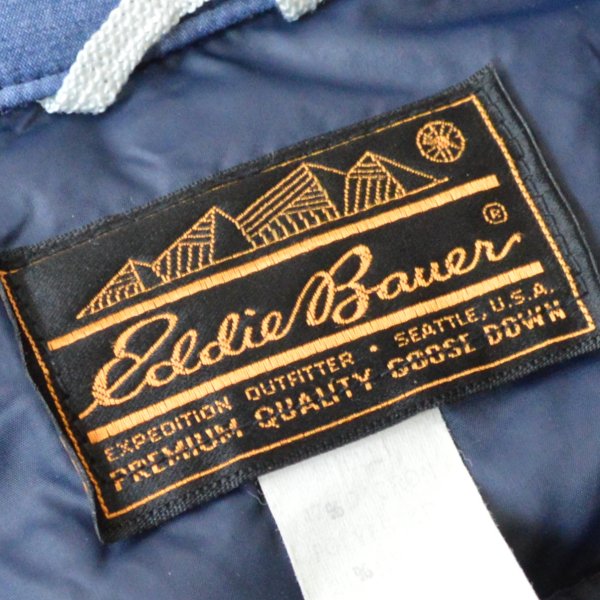 Eddie Bauer ®
EXPEDITION OUTFITTER • SEATTLE, U.S.A.
PREMIUM QUALITY GOOSE DOWN